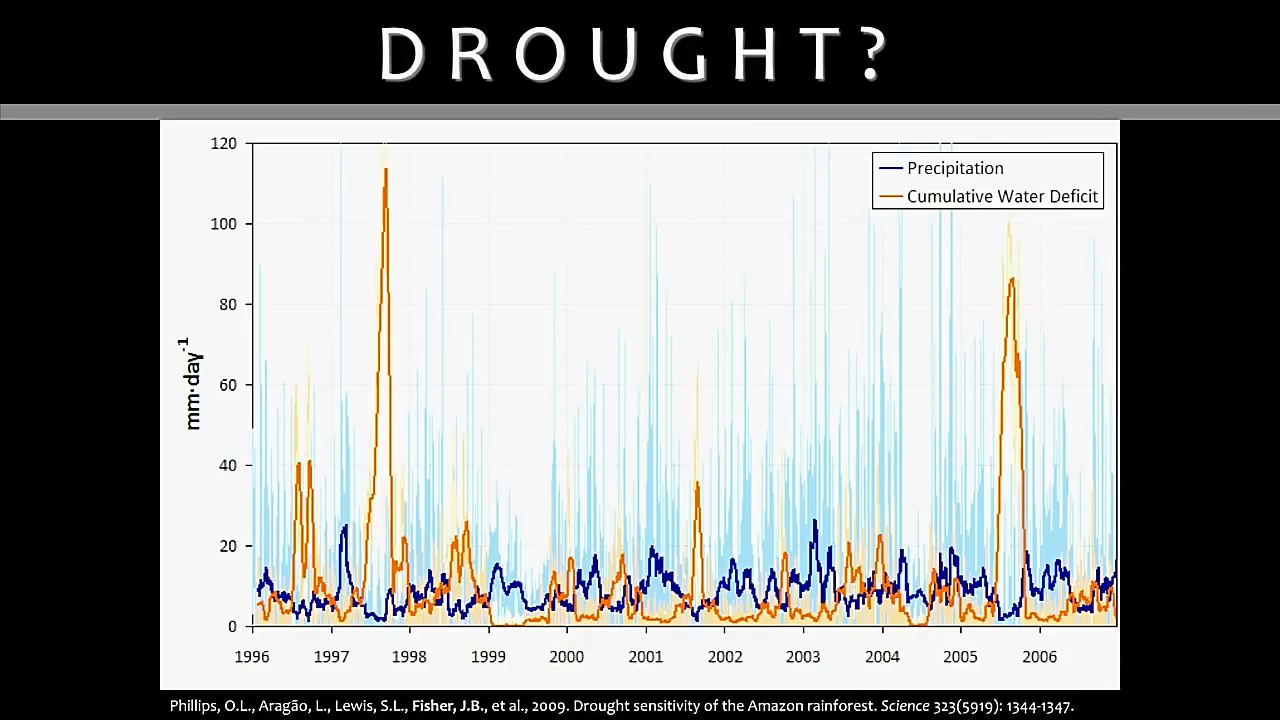 DROUGHT?
120
100
80
60
40
20
0
mm·day-1
Precipitation
Cumulative Water Deficit
1996 1997 1998 1999 2000 2001 2002 2003 2004 2005 2006
Phillips, O.L., Aragão, L., Lewis, S.L., Fisher, J.B., et al., 2009. Drought sensitivity of the Amazon rainforest. Science 323(5919): 1344-1347.